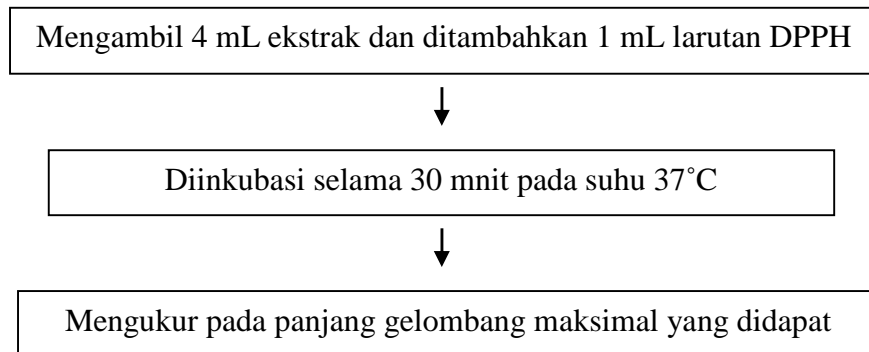 Mengambil 4 mL ekstrak dan ditambahkan 1 mL larutan DPPH
Diinkubasi selama 30 mnit pada suhu 37˚C
Mengukur pada panjang gelombang maksimal yang didapat